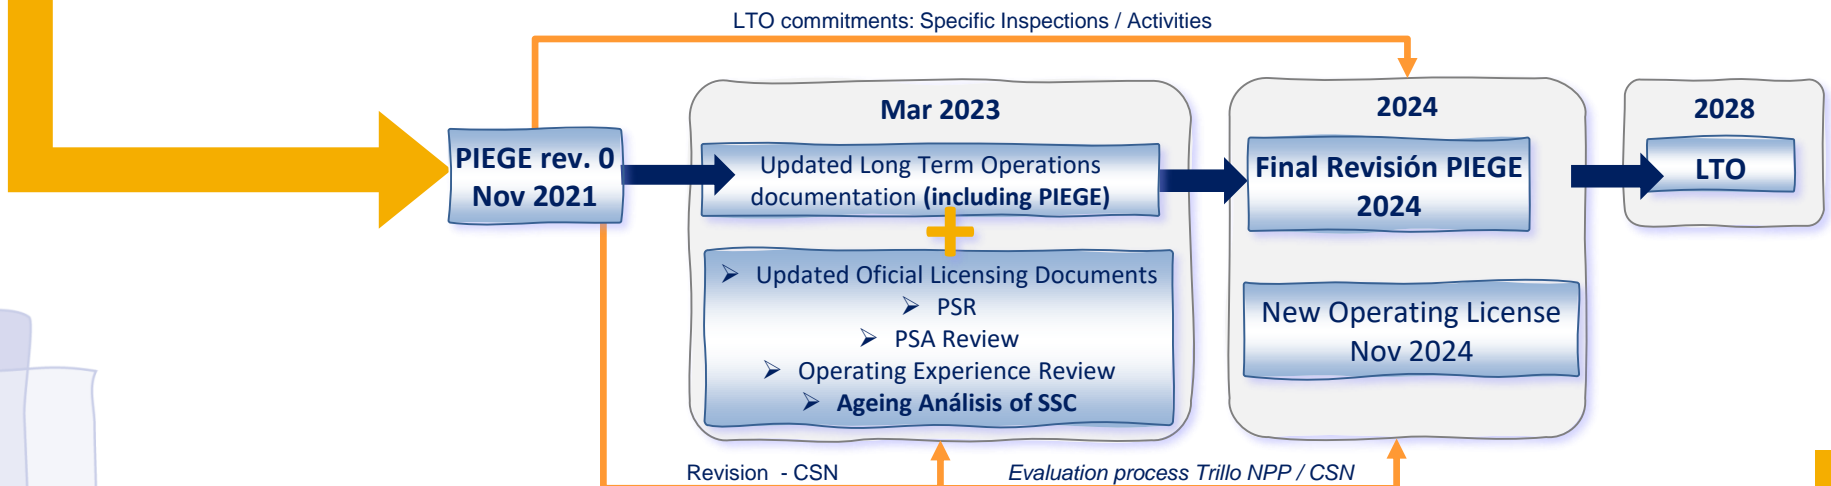 LTO commitments: Specific Inspections / Activities
PIEGE rev. 0
Nov 2021
Mar 2023
Updated Long Term Operations
documentation (including PIEGE)
➢ Updated Oficial Licensing Documents
➢ PSR
➢ PSA Review
➢ Operating Experience Review
➢ Ageing Análisis of SSC
2024
Final Revisión PIEGE
2024
New Operating License
Nov 2024
2028
LTO
Revision - CSN
Evaluation process Trillo NPP / CSN